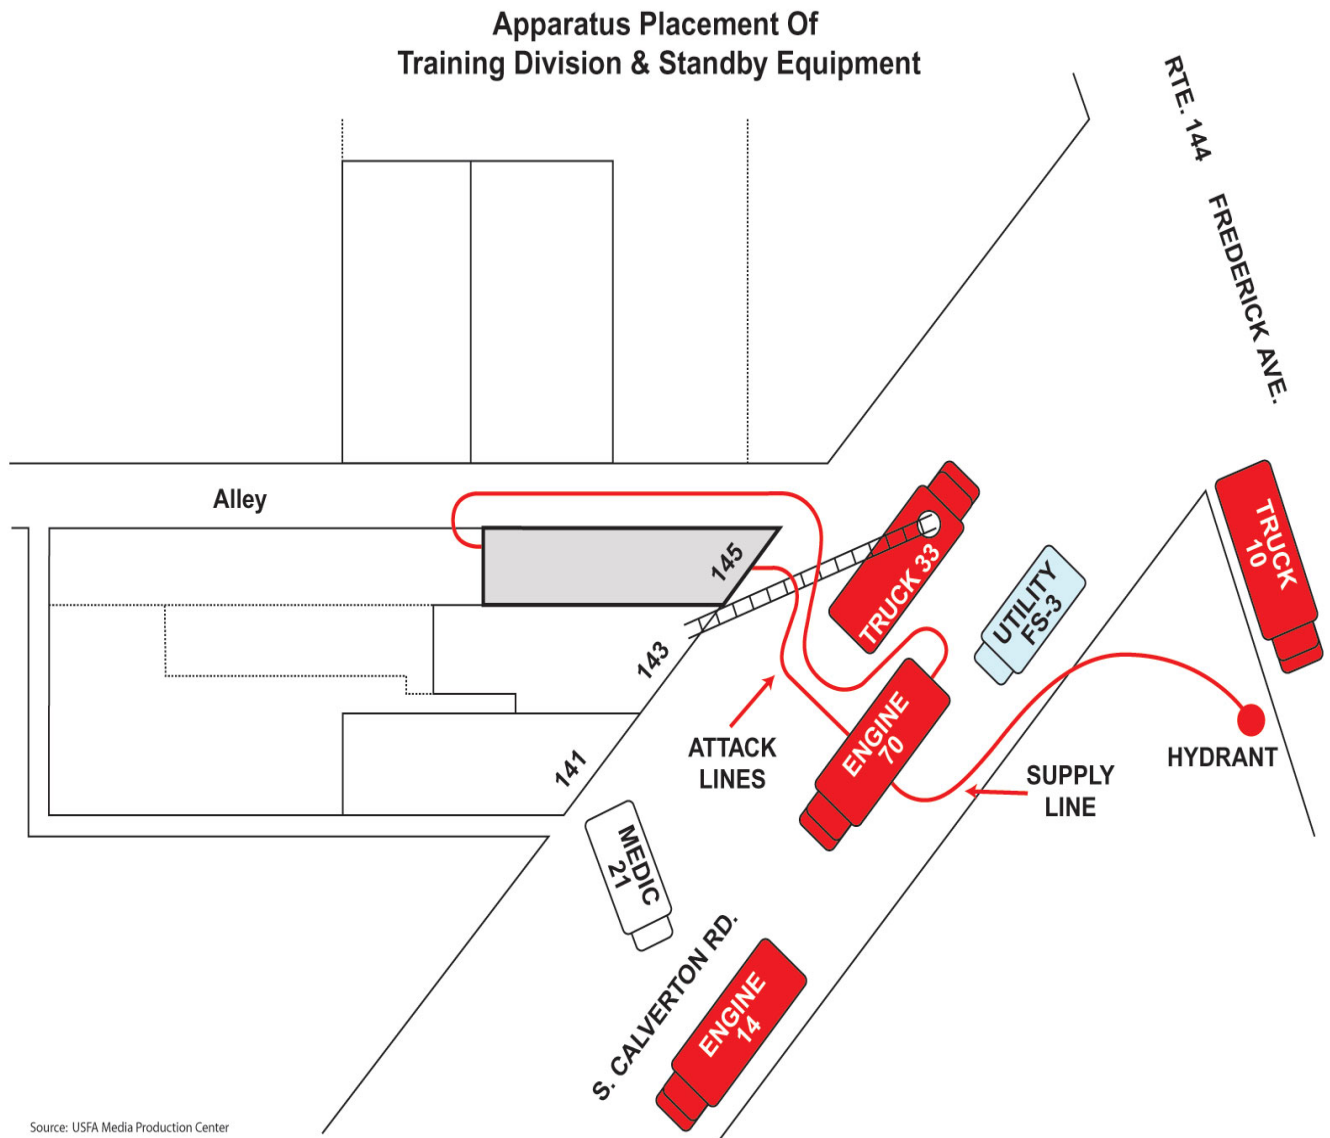 Apparatus Placement Of
Training Division & Standby Equipment
RTE. 144 FREDERICK AVE.
Alley
145
TRUCK 33
TRUCK
10
UTILITY
FS-3
143
ENGINE
70
ATTACK
LINES
HYDRANT
SUPPLY
LINE
141
MEDIC
21
S. CALVERTON RD.
ENGINE
14
Source: USFA Media Production Center